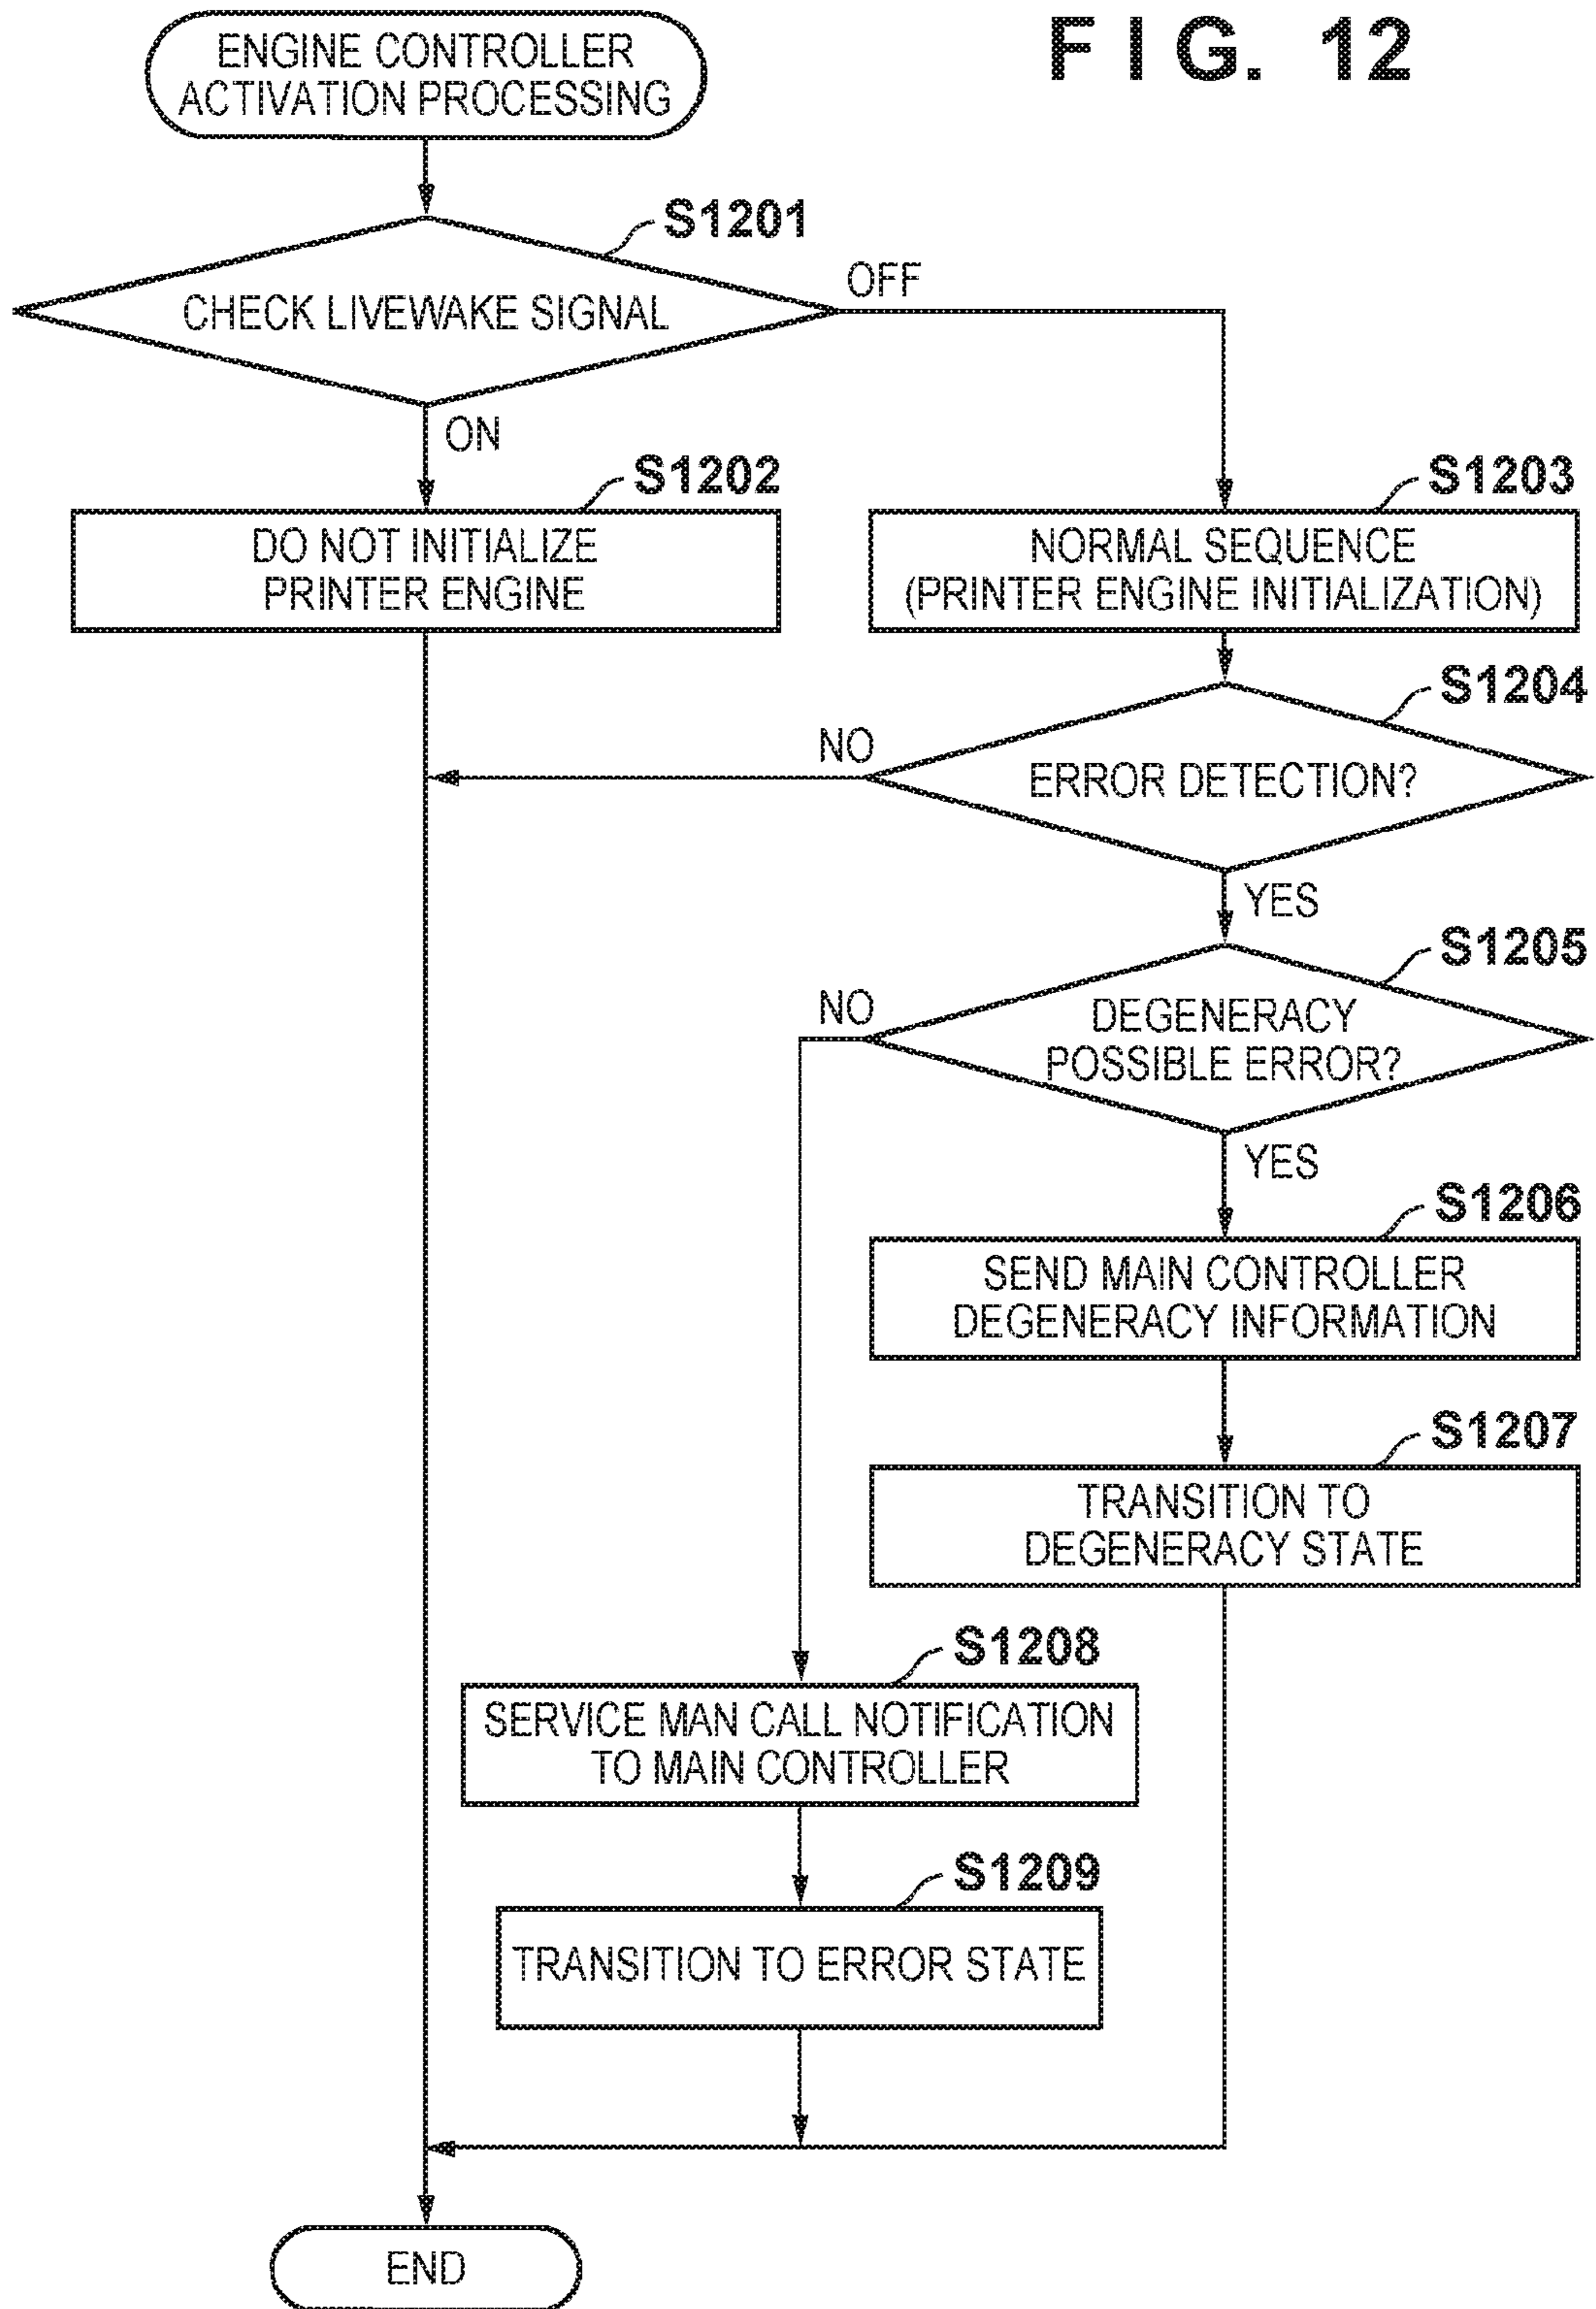 FIG. 12
ENGINE CONTROLLER
ACTIVATION PROCESSING
S1201
CHECK LIVEWAKE SIGNAL
OFF
ON
S1202
DO NOT INITIALIZE
PRINTER ENGINE
S1203
NORMAL SEQUENCE
(PRINTER ENGINE INITIALIZATION)
S1204
ERROR DETECTION?
NO
YES
S1205
DEGENERACY
POSSIBLE ERROR?
NO
YES
S1206
SEND MAIN CONTROLLER
DEGENERACY INFORMATION
S1207
TRANSITION TO
DEGENERACY STATE
S1208
SERVICE MAN CALL NOTIFICATION
TO MAIN CONTROLLER
S1209
TRANSITION TO ERROR STATE
END